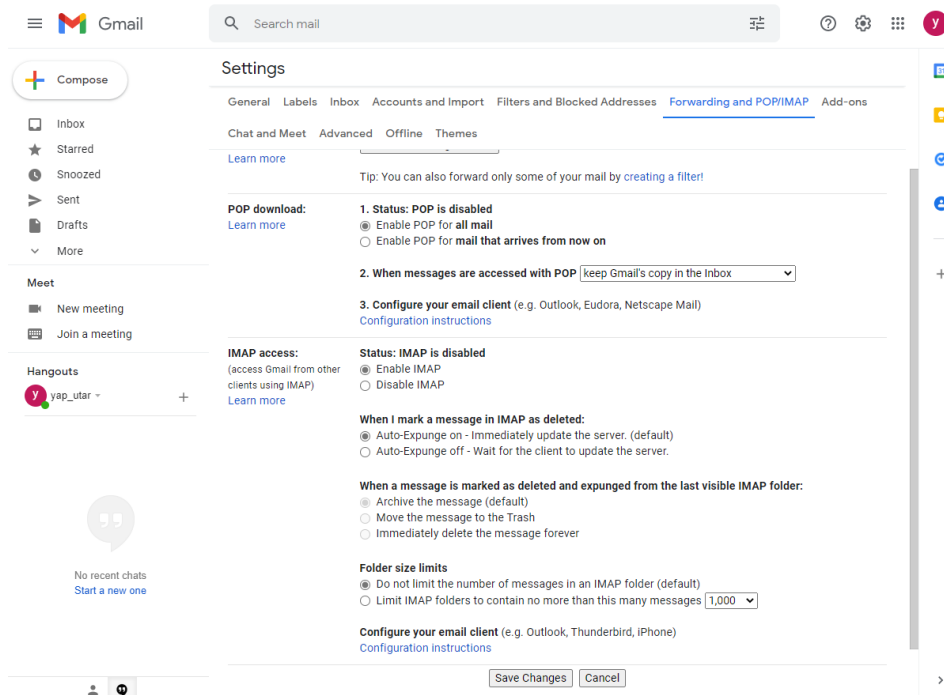 Gmail
Search mail
y
Compose
Inbox
Starred
Snoozed
Sent
Drafts
More
Meet
New meeting
Join a meeting
Hangouts
y yap_utar
No recent chats
Start a new one
Settings
General Labels Inbox Accounts and Import Filters and Blocked Addresses Forwarding and POP/IMAP Add-ons
Chat and Meet Advanced Offline Themes
Learn more
Tip: You can also forward only some of your mail by creating a filter!
POP download:
Learn more
1. Status: POP is disabled
Enable POP for all mail
Enable POP for mail that arrives from now on
2. When messages are accessed with POP keep Gmail's copy in the Inbox
3. Configure your email client (e.g. Outlook, Eudora, Netscape Mail)
Configuration instructions
IMAP access:
(access Gmail from other
clients using IMAP)
Learn more
Status: IMAP is disabled
Enable IMAP
Disable IMAP
When I mark a message in IMAP as deleted:
Auto-Expunge on - Immediately update the server. (default)
Auto-Expunge off - Wait for the client to update the server.
When a message is marked as deleted and expunged from the last visible IMAP folder:
Archive the message (default)
Move the message to the Trash
Immediately delete the message forever
Folder size limits
Do not limit the number of messages in an IMAP folder (default)
Limit IMAP folders to contain no more than this many messages 1,000
Configure your email client (e.g. Outlook, Thunderbird, iPhone)
Configuration instructions
Save Changes Cancel